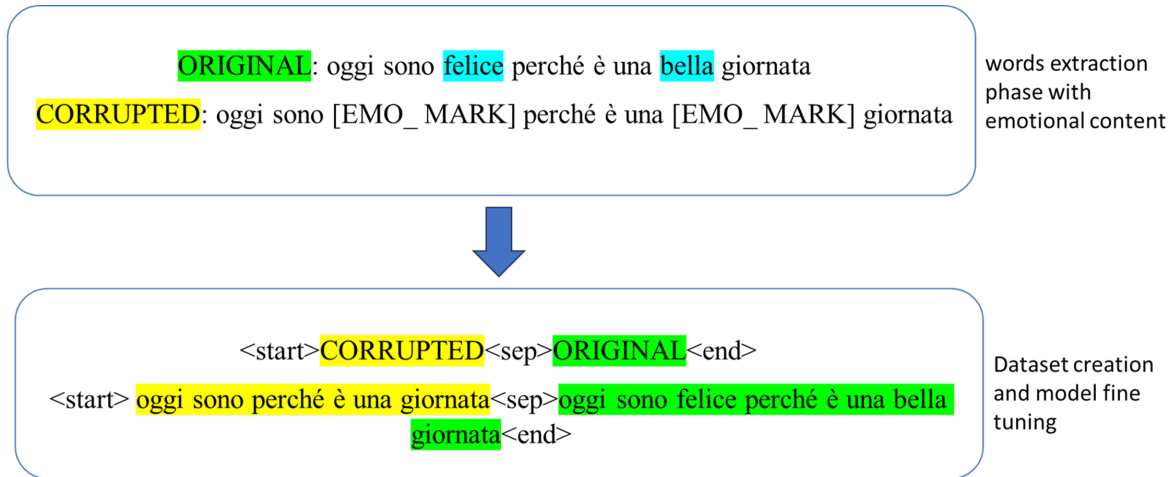 ORIGINAL: oggi sono felice perché è una bella giornata
CORRUPTED: oggi sono [EMO_ MARK] perché è una [EMO_ MARK] giornata
words extraction
phase with
emotional content
<start>CORRUPTED<sep>ORIGINAL<end>
<start> oggi sono perché è una giornata<sep>oggi sono felice perché è una bella
giornata<end>
Dataset creation
and model fine
tuning